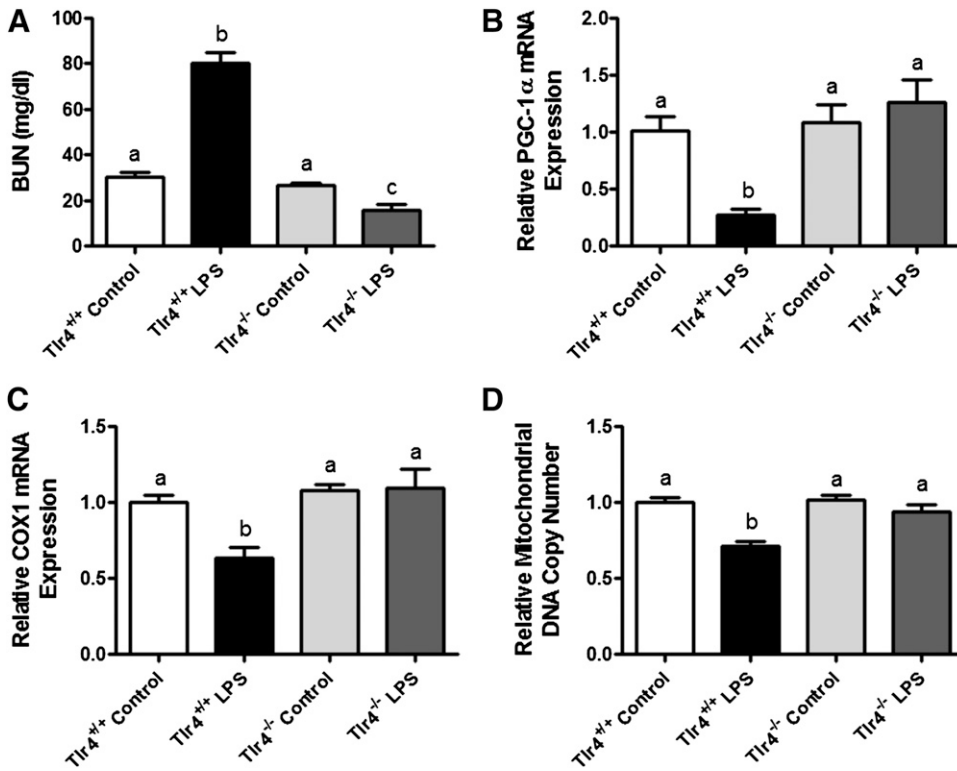 A
BUN (mg/dl)
100
80
60
40
20
0
a
b
a
c
Tlr4+/+ Control
Tlr4+/+ LPS
Tlr4-/- Control
Tlr4-/- LPS
B
Relative PGC-1 α mRNA
Expression
2.0
1.5
1.0
0.5
0.0
a
b
a
a
Tlr4+/+ Control
Tlr4+/+ LPS
Tlr4-/- Control
Tlr4-/- LPS
C
Relative COX1 mRNA
Expression
1.5
1.0
0.5
0.0
a
b
a
a
Tlr4+/+ Control
Tlr4+/+ LPS
Tlr4-/- Control
Tlr4-/- LPS
D
Relative Mitochondrial
DNA Copy Number
1.5
1.0
0.5
0.0
a
b
a
a
Tlr4+/+ Control
Tlr4+/+ LPS
Tlr4-/- Control
Tlr4-/- LPS